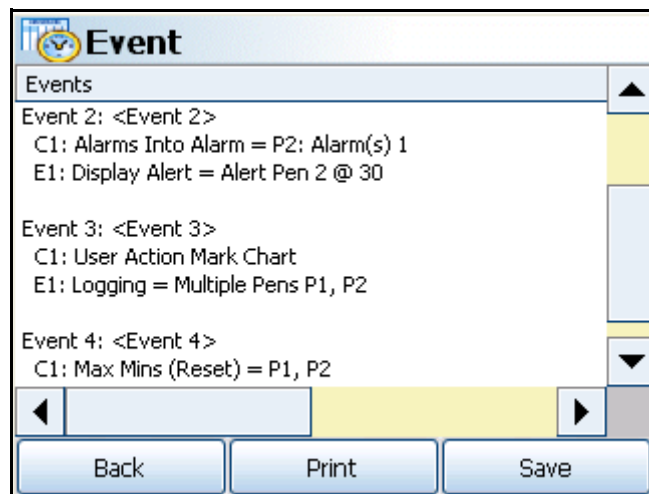 Event
Events
Event 2: <Event 2>
C1: Alarms Into Alarm = P2: Alarm(s) 1
E1: Display Alert = Alert Pen 2 @ 30
Event 3: <Event 3>
C1: User Action Mark Chart
E1: Logging = Multiple Pens P1, P2
Event 4: <Event 4>
C1: Max Mins (Reset) = P1, P2
Back Print Save